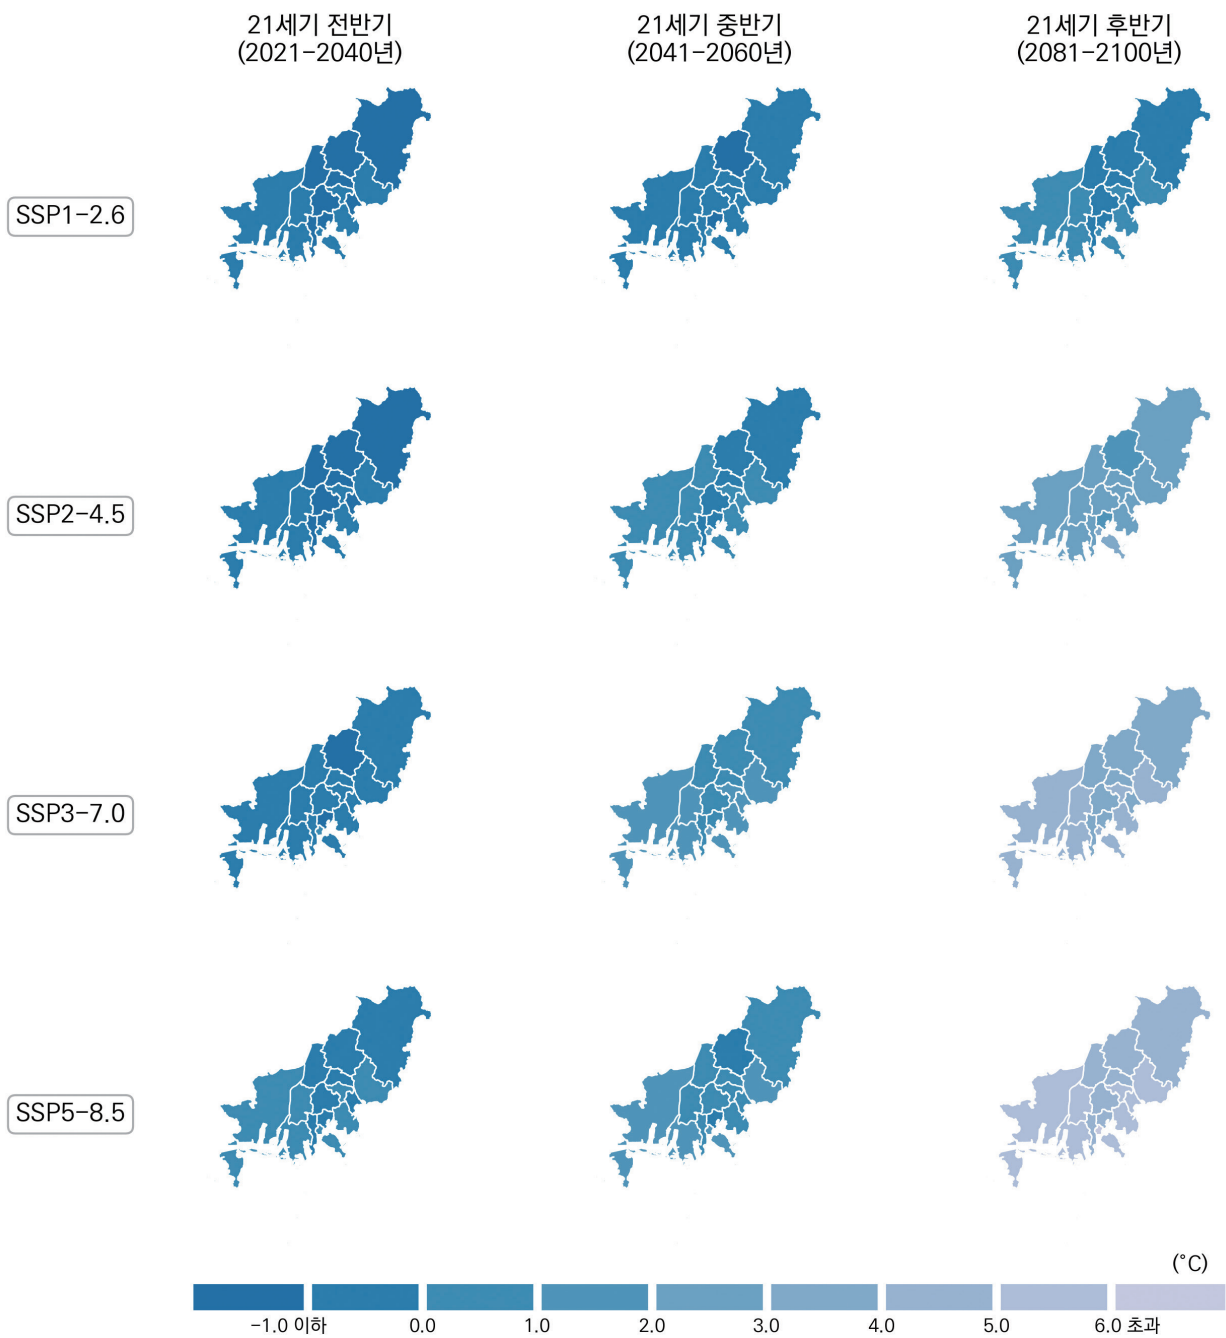 21세기 전반기
(2021-2040년)
21세기 중반기
(2041-2060년)
21세기 후반기
(2081-2100년)
SSP1-2.6
SSP2-4.5
SSP3-7.0
SSP5-8.5
(˚C)
-1.0 이하 0.0 1.0 2.0 3.0 4.0 5.0 6.0 초과